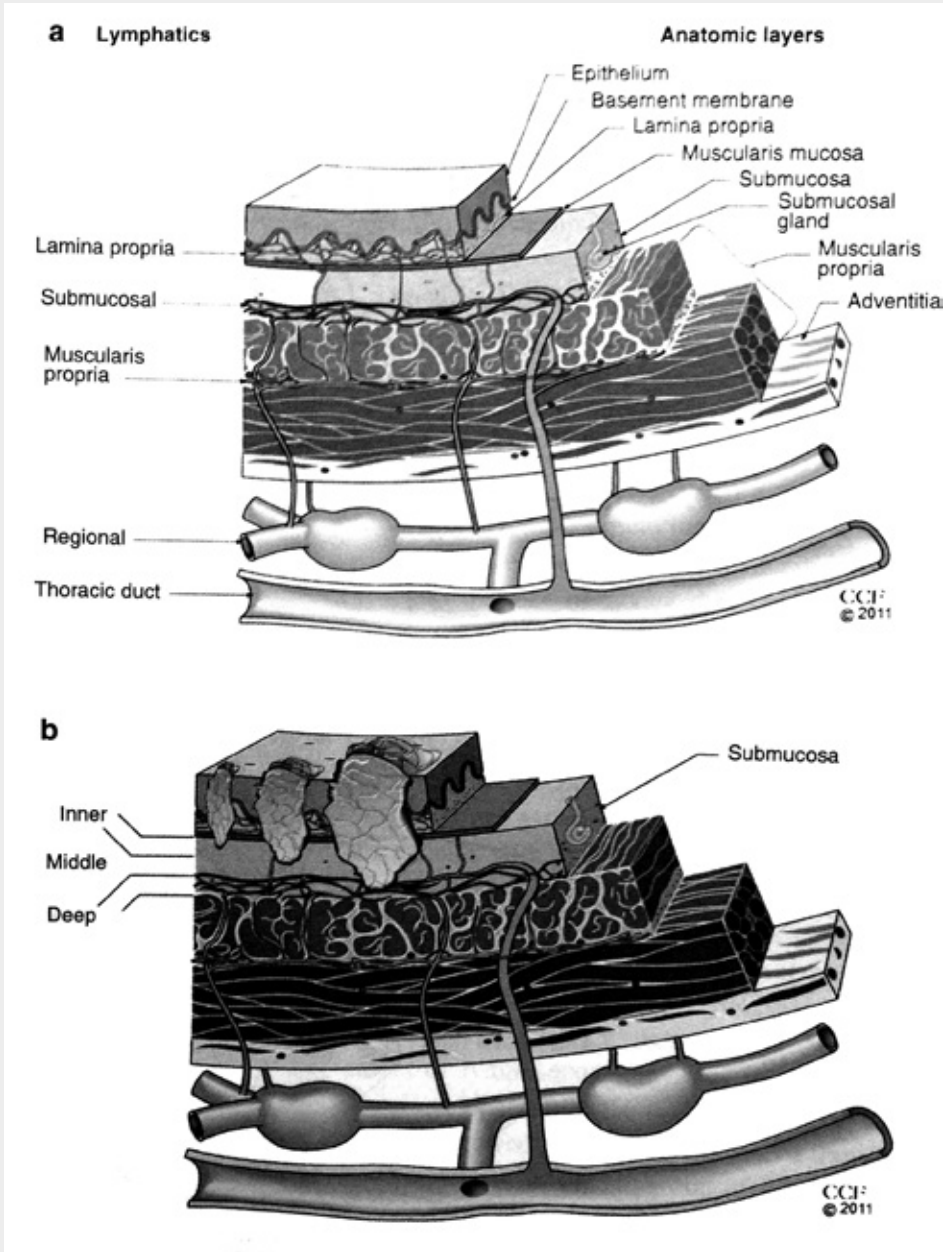 a Lymphatics
Anatomic layers
Epithelium
Basement membrane
Lamina propria
Muscularis mucosa
Submucosa
Submucosal
gland
Muscularis
propria
Adventitia
Lamina propria
Submucosal
Muscularis
propria
Regional
Thoracic duct
CCF
© 2011
b
Submucosa
Inner
Middle
Deep
CCF
© 2011